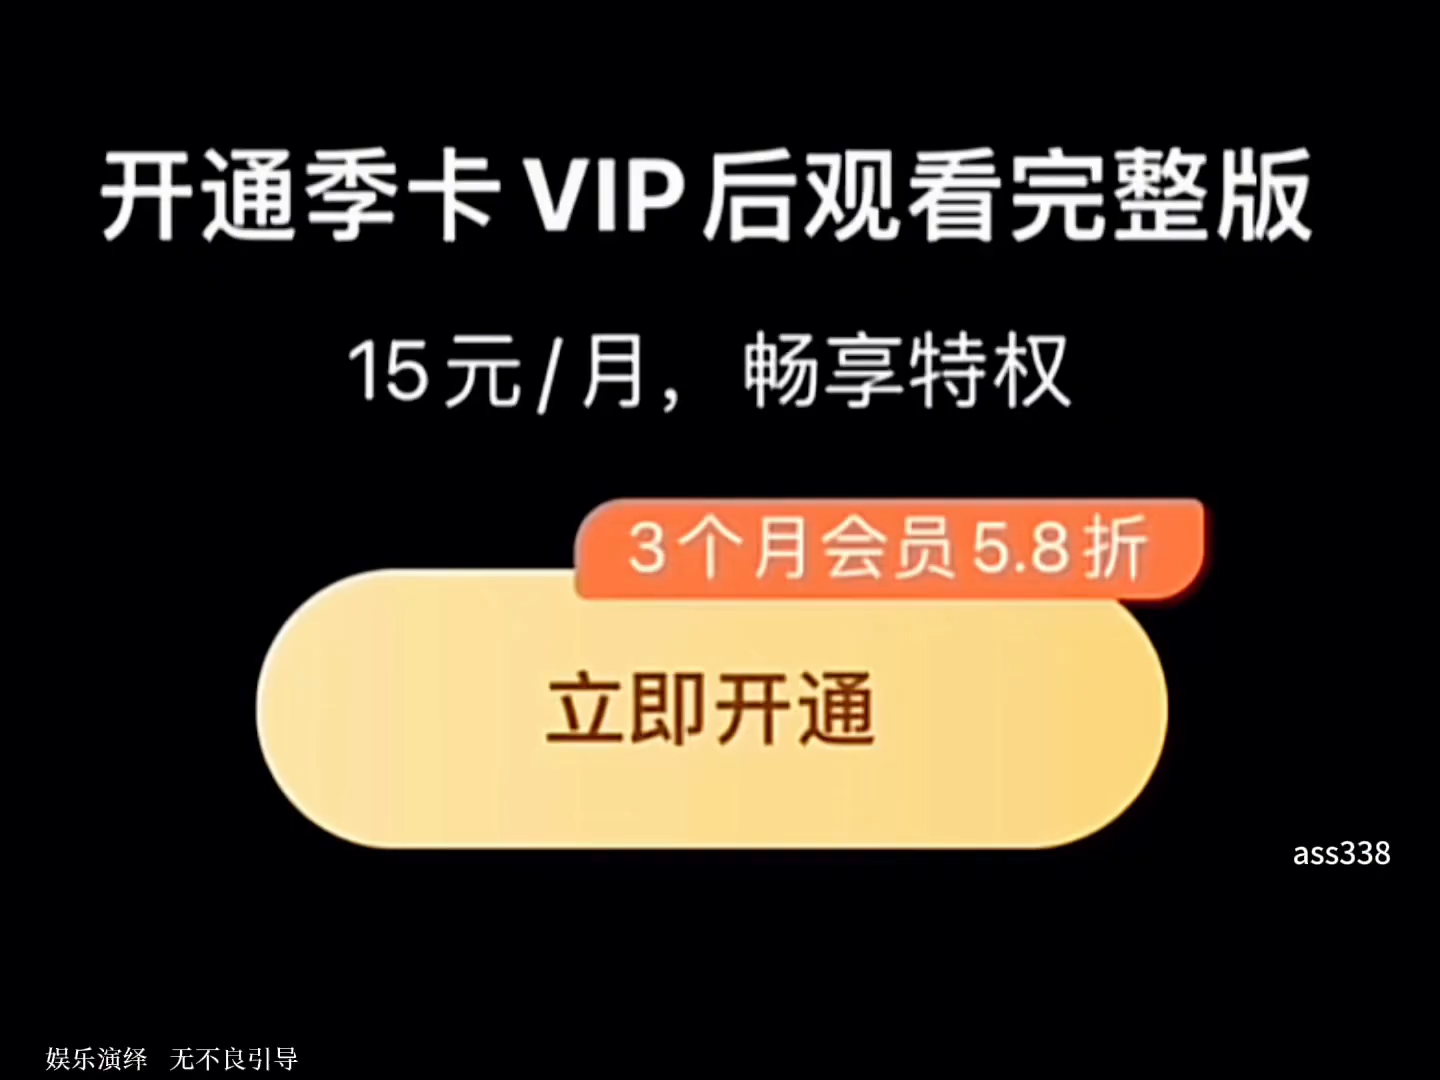 开通季卡VIP后观看完整版
15元/月，畅享特权
3个月会员5.8折
立即开通
ass338
娱乐演绎 无不良引导